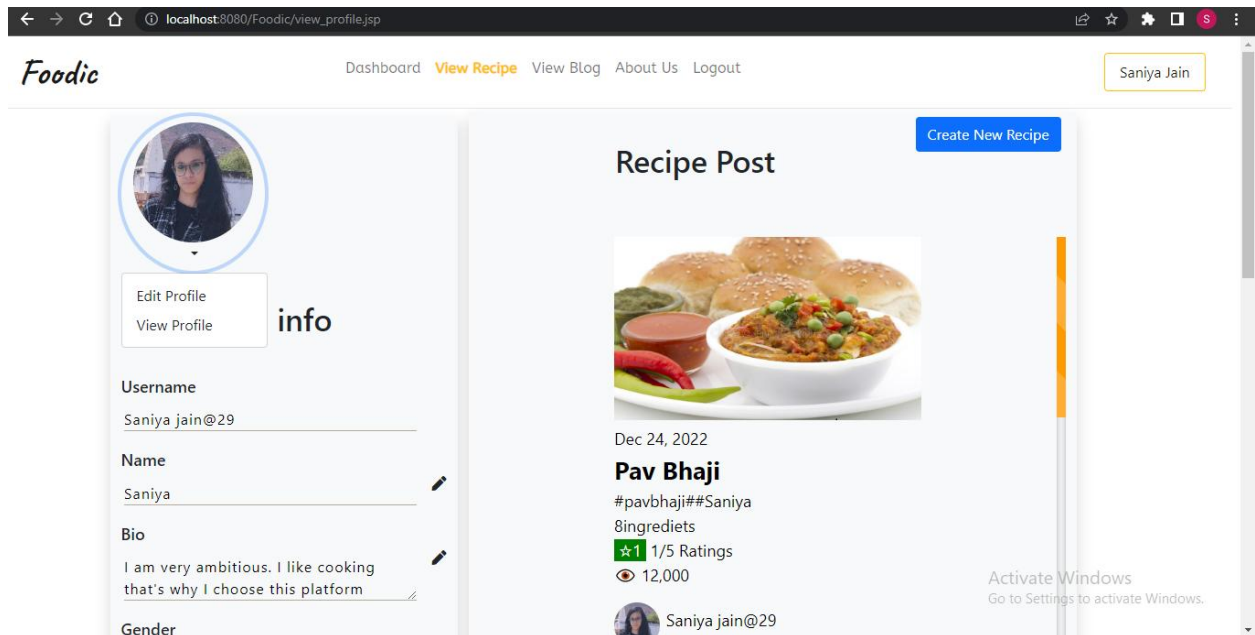 localhost:8080/Foodic/view_profile.jsp
S
Foodic
Dashboard View Recipe View Blog About Us Logout
Saniya Jain
Create New Recipe
Recipe Post
Edit Profile
View Profile
info
Username
Saniya jain@29
Name
Saniya
Bio
I am very ambitious. I like cooking
that's why I choose this platform
Gender
Dec 24, 2022
Pav Bhaji
#pavbhaji##Saniya
8ingrediets
☆1 1/5 Ratings
12,000
Saniya jain@29
Activate Windows
Go to Settings to activate Windows.